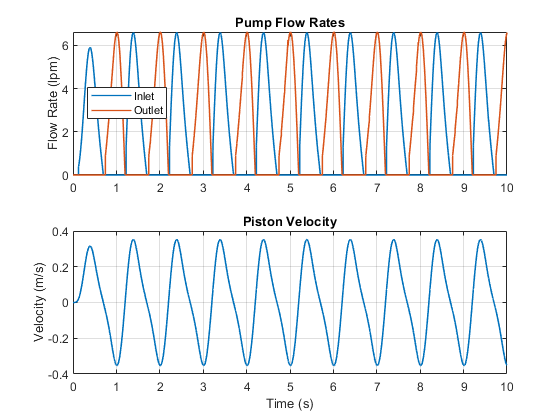 Pump Flow Rates
Flow Rate (lpm)
6
4
2
0
Inlet
Outlet
0 1 2 3 4 5 6 7 8 9 10
Piston Velocity
Velocity (m/s)
0.4
0.2
0
-0.2
-0.4
0 1 2 3 4 5 6 7 8 9 10
Time (s)